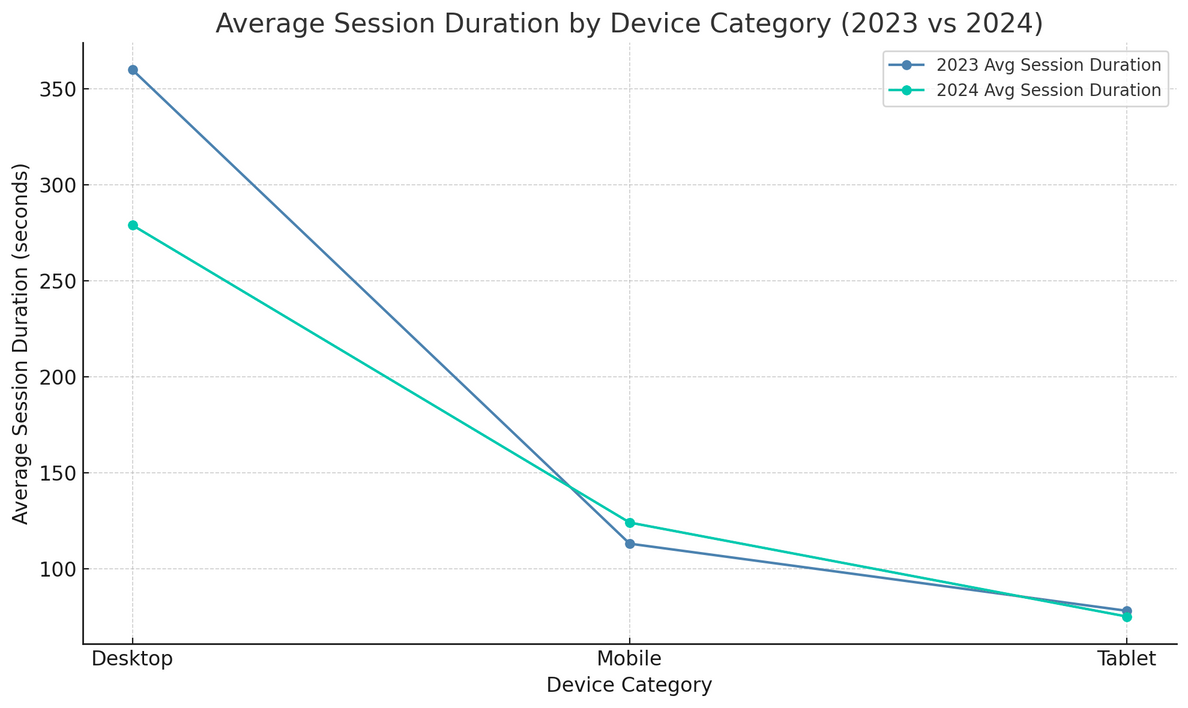 Average Session Duration by Device Category (2023 vs 2024)
2023 Avg Session Duration
2024 Avg Session Duration
Average Session Duration (seconds)
350
300
250
200
150
100
Desktop
Mobile
Tablet
Device Category